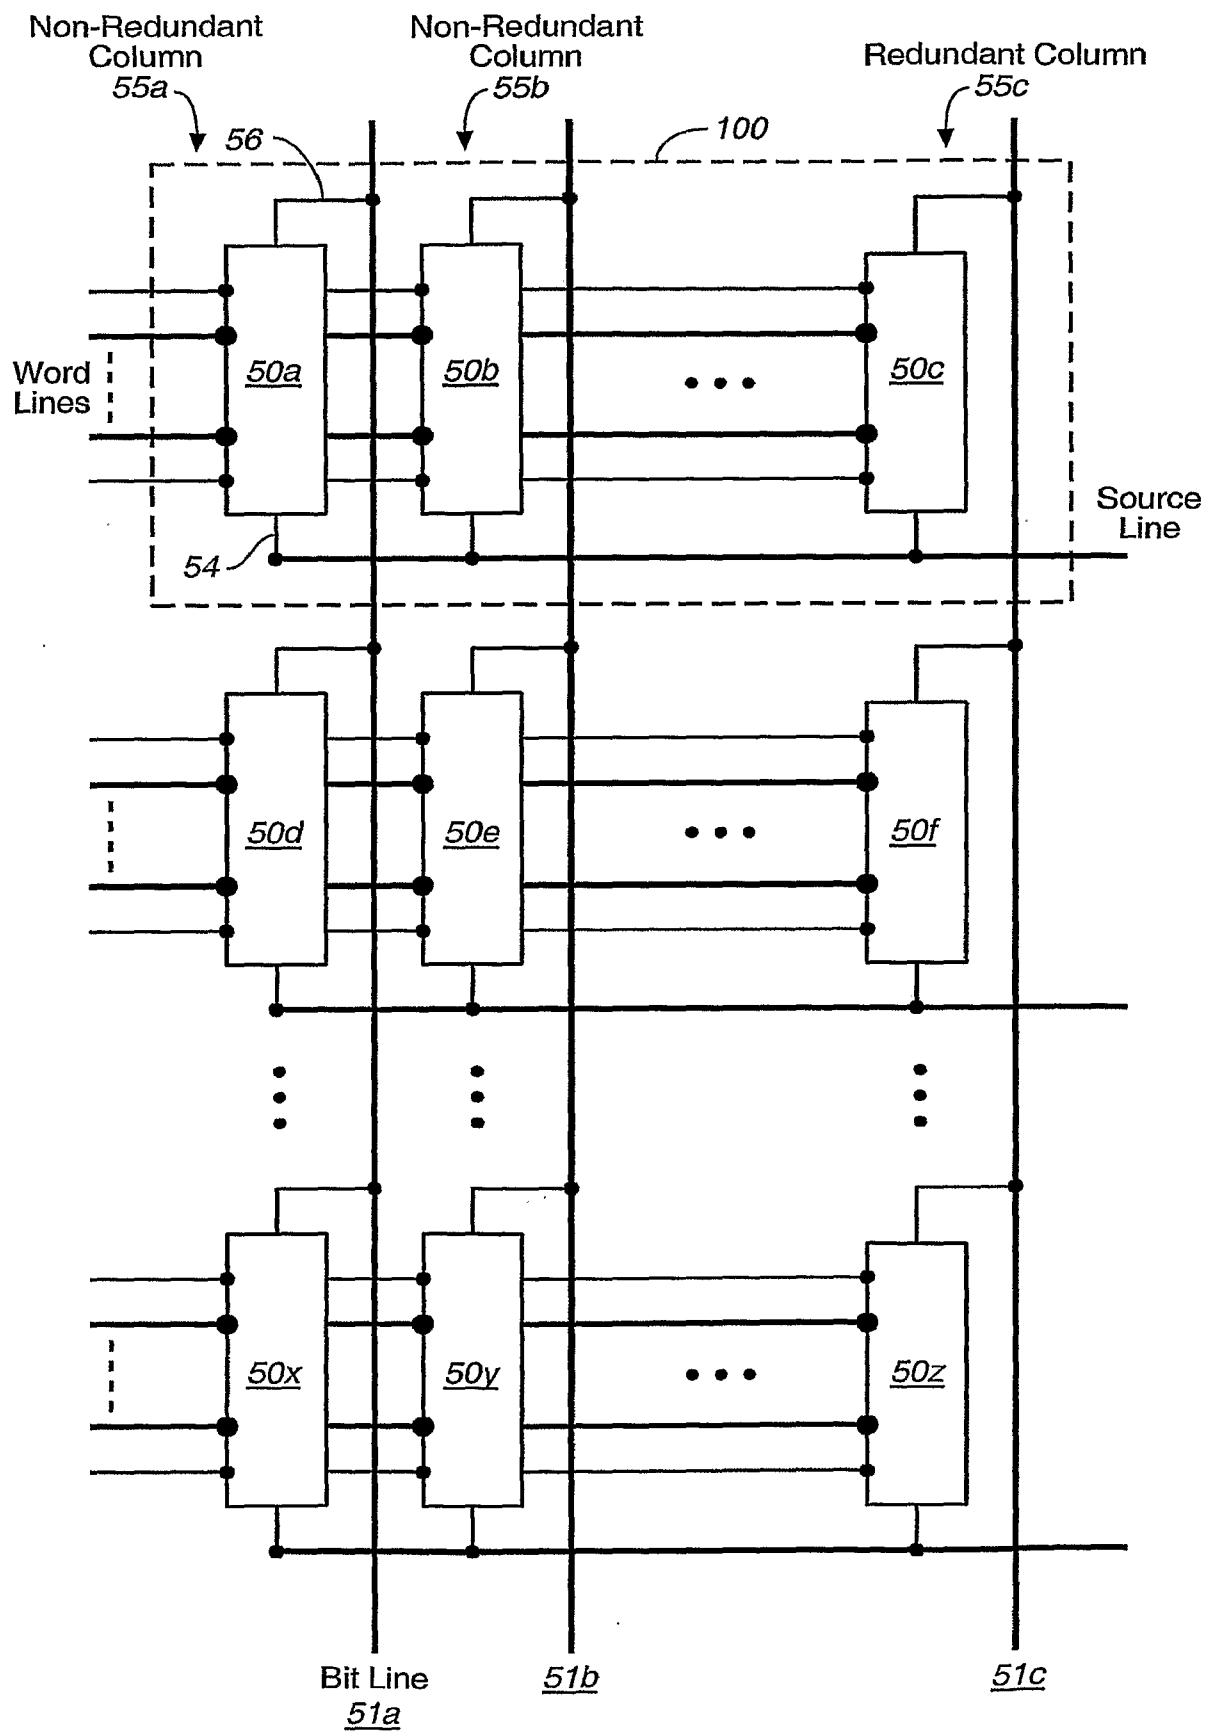 Non-Redundant
Column
55a
Non-Redundant
Column
55b
Redundant Column
55c
56
100
Word
Lines
50a
50b
50c
Source
Line
54
50d
50e
50f
50x
50y
50z
Bit Line
51a
51b
51c